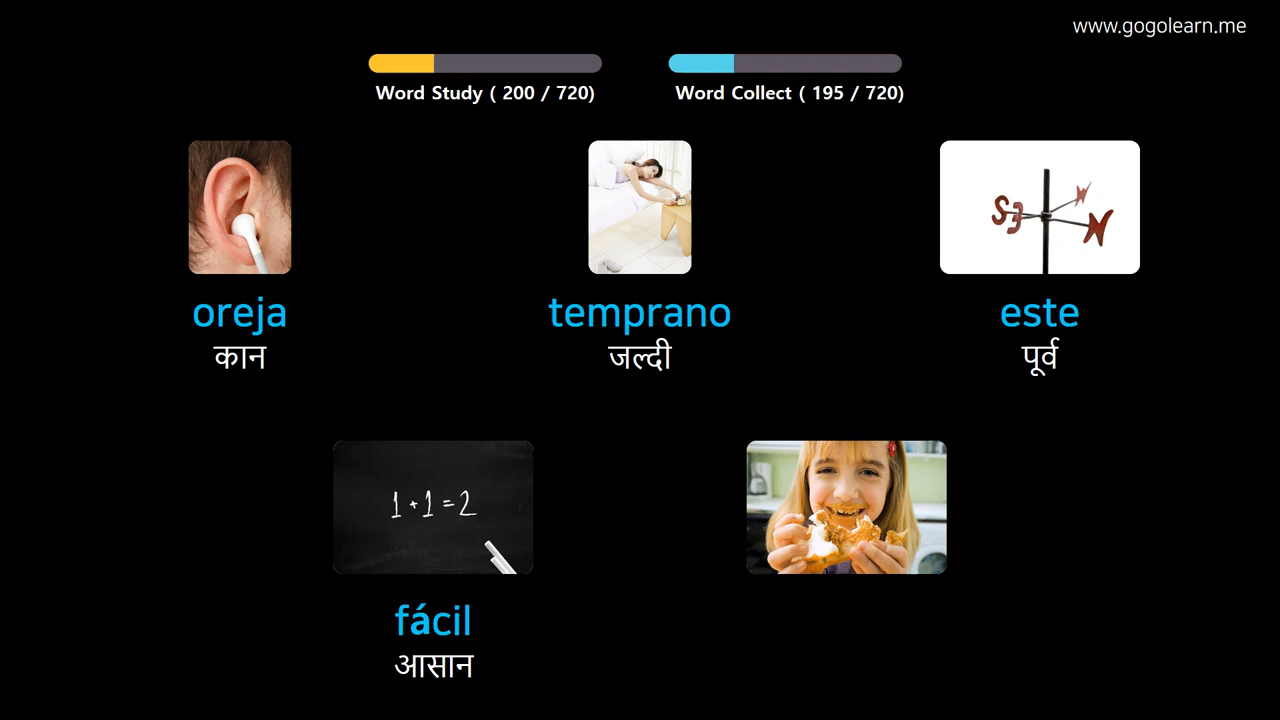 www.gogolearn.me
Word Study ( 200 / 720)
Word Collect ( 195 / 720)
S
N
oreja
कान
temprano
जल्दी
este
पूर्व
1 + 1 = 2
fácil
आसान